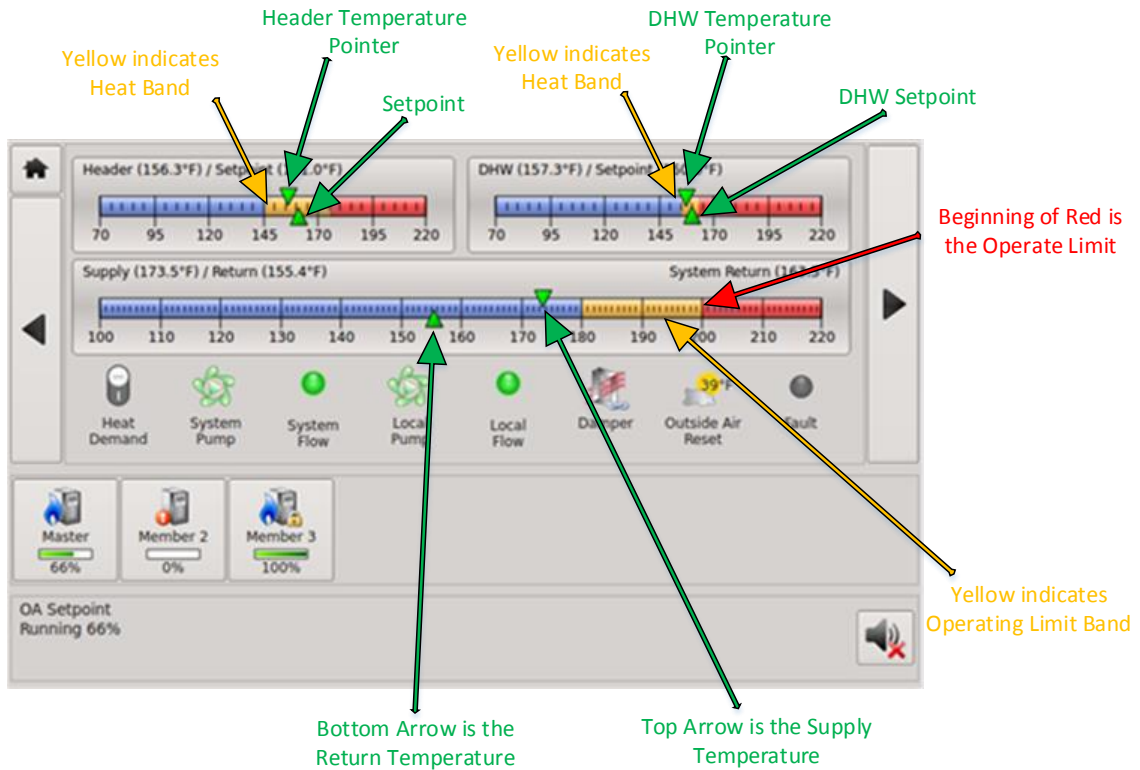 Header Temperature
Pointer
DHW Temperature
Pointer
Yellow indicates
Heat Band
Yellow indicates
Heat Band
Setpoint
DHW Setpoint
Header (156.3°F) / Setpoint ( .0°F)
70 95 120 145 170 195 220
DHW (157.3°F) / Setpoint °F)
70 95 120 145 170 195 220
Beginning of Red is
the Operate Limit
Supply (173.5°F) / Return (155.4°F)
System Return
100 110 120 130 140 150 160 170 180 190 200 210 220
39°F
Heat
Demand
System
Pump
System
Flow
Local
Pump
Local
Flow
Damper
Outside Air
Reset
Fault
Master
66%
Member 2
0%
Member 3
100%
OA Setpoint
Running 66%
Yellow indicates
Operating Limit Band
Bottom Arrow is the
Return Temperature
Top Arrow is the Supply
Temperature